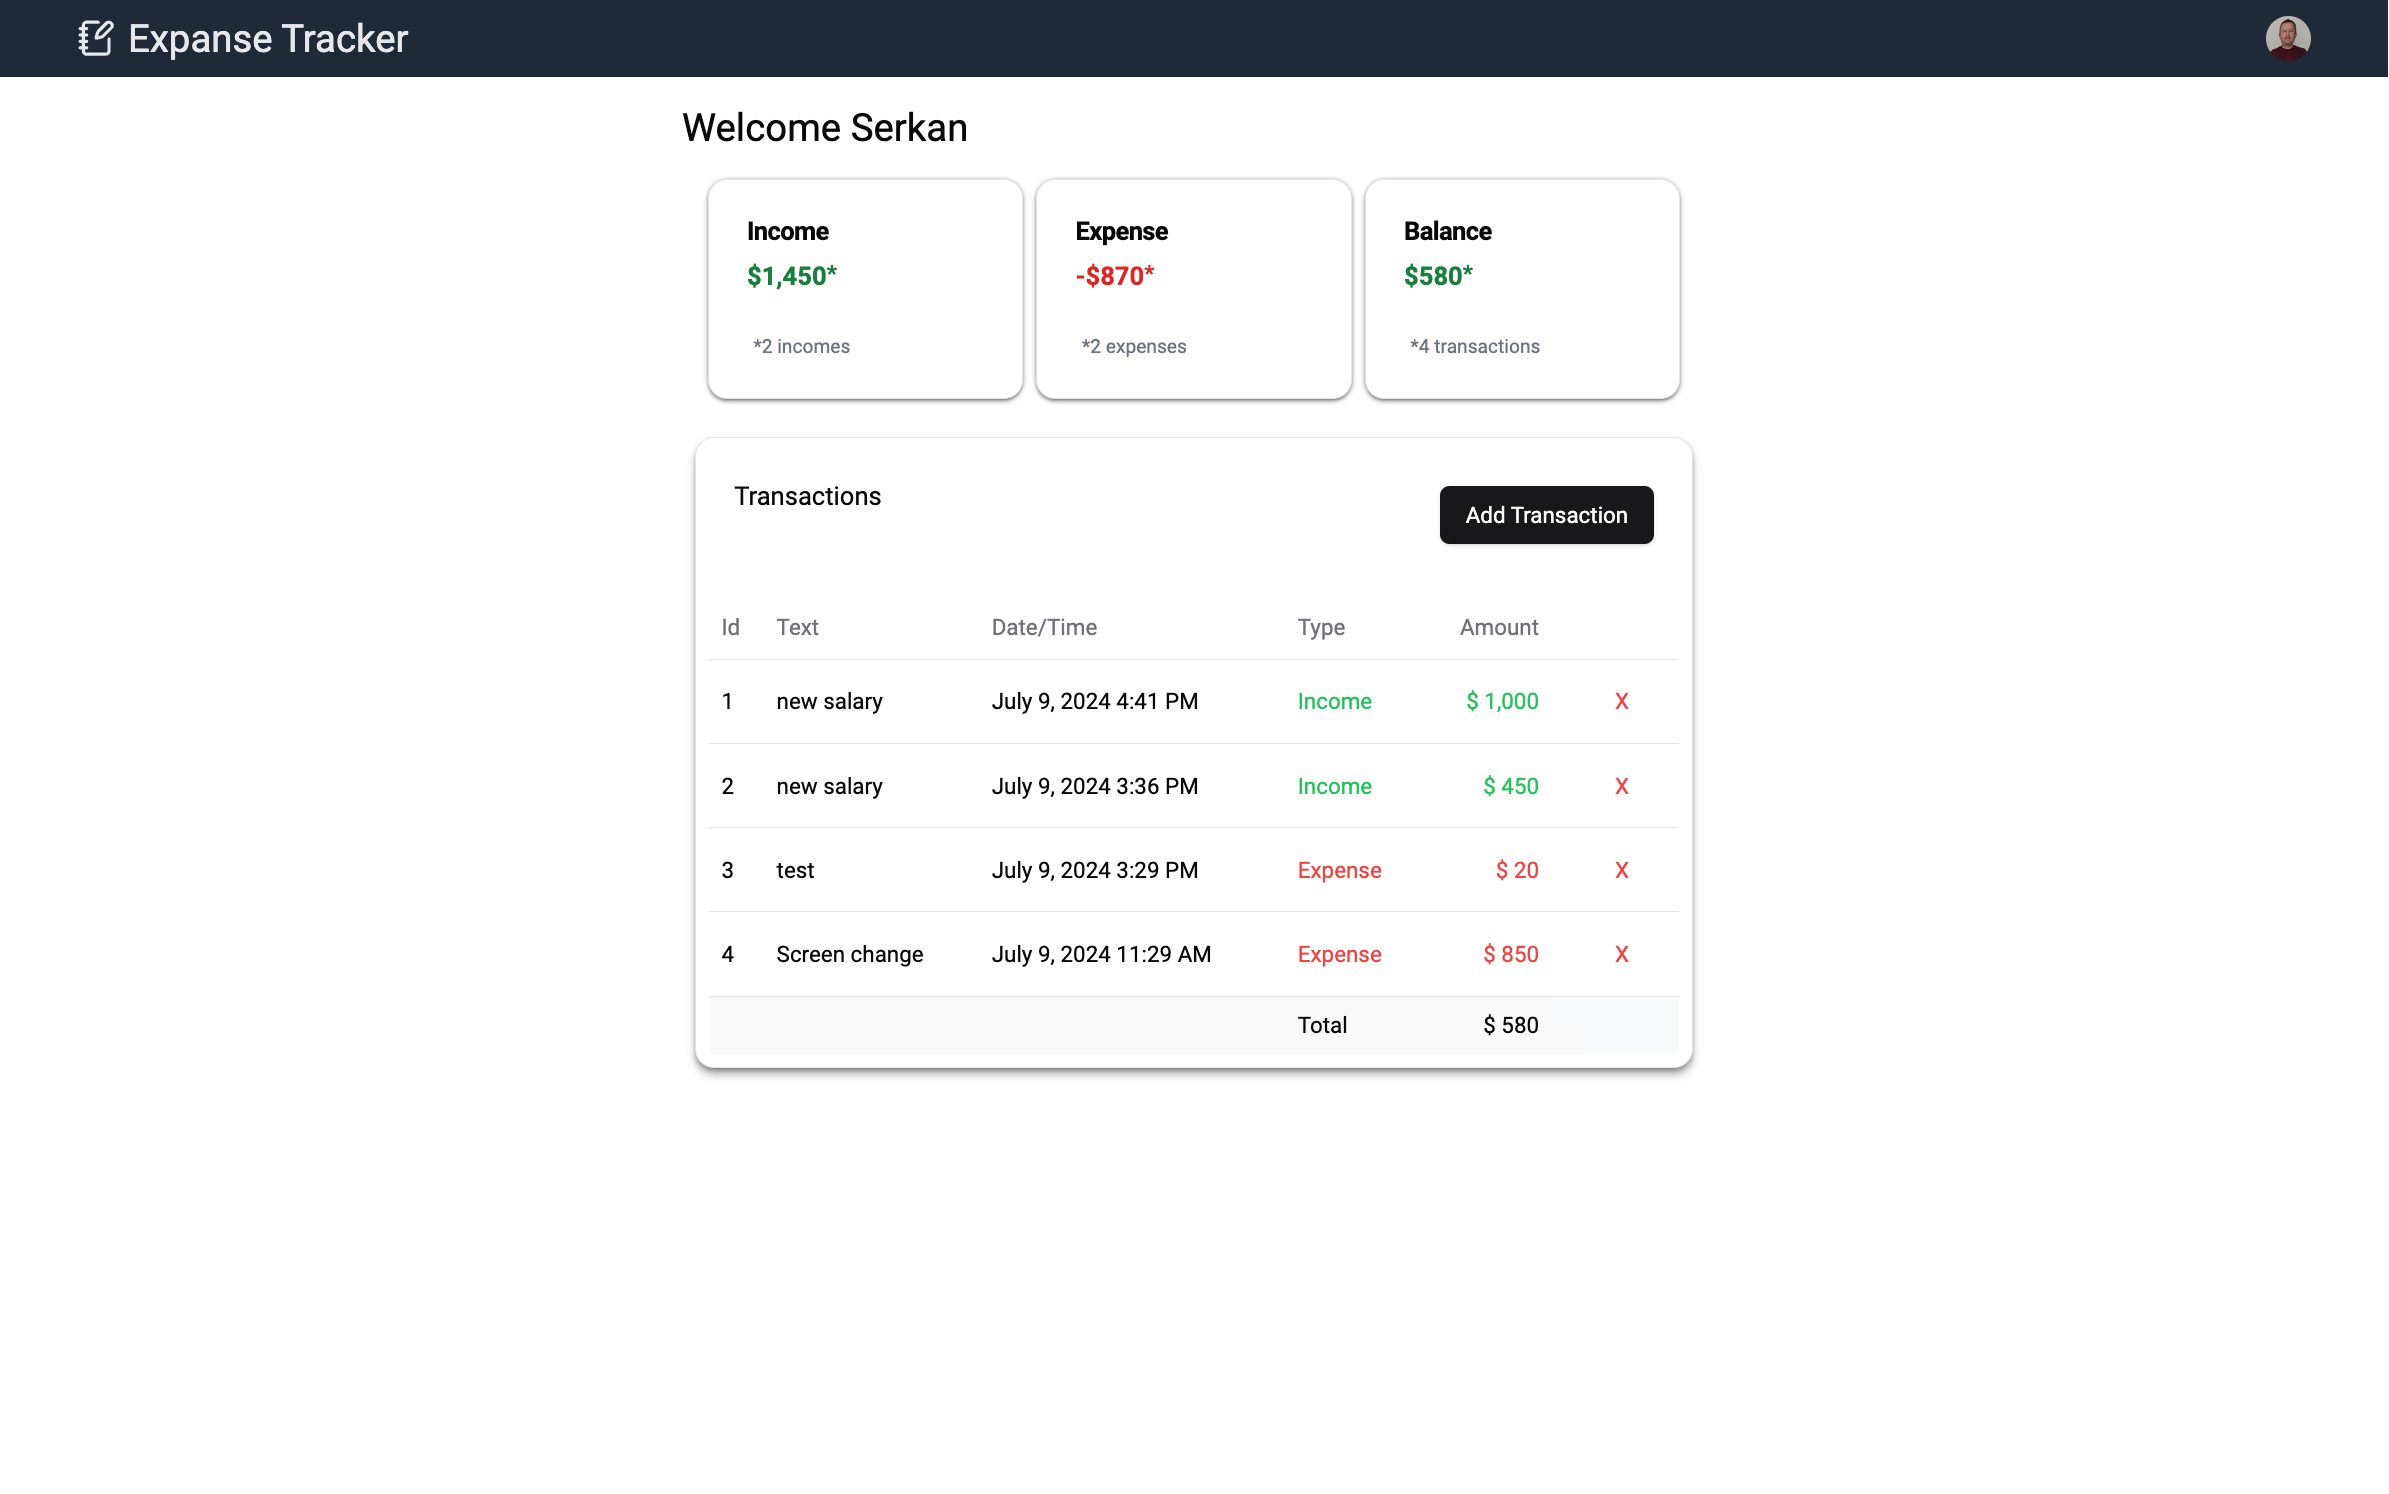 Expanse Tracker
Welcome Serkan
Income
$1,450*
*2 incomes
Expense
-$870*
*2 expenses
Balance
$580*
*4 transactions
Transactions
Add Transaction
Id Text Date/Time Type Amount
1 new salary July 9, 2024 4:41 PM Income $ 1,000 X
2 new salary July 9, 2024 3:36 PM Income $ 450 X
3 test July 9, 2024 3:29 PM Expense $ 20 X
4 Screen change July 9, 2024 11:29 AM Expense $ 850 X
Total $ 580